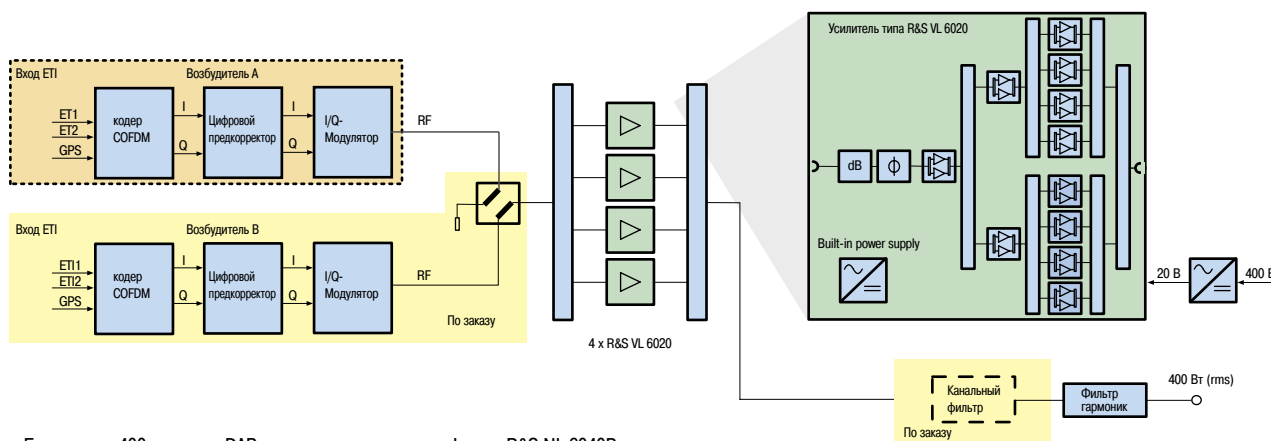 Вход ETI
Возбудитель A
ET1
ET2
GPS
кодер
COFDM
I
Q
Цифровой
предкорректор
I
Q
I/Q-
Модулятор
RF
Вход ETI
Возбудитель B
ETI1
ETI2
GPS
кодер
COFDM
I
Q
Цифровой
предкорректор
I
Q
I/Q-
Модулятор
RF
По заказу
4 x R&S VL 6020
Усилитель типа R&S VL 6020
dB
ϕ
Built-in power supply
20 В
400 В
Канальный
фильтр
По заказу
Фильтр
гармоник
400 Вт (rms)